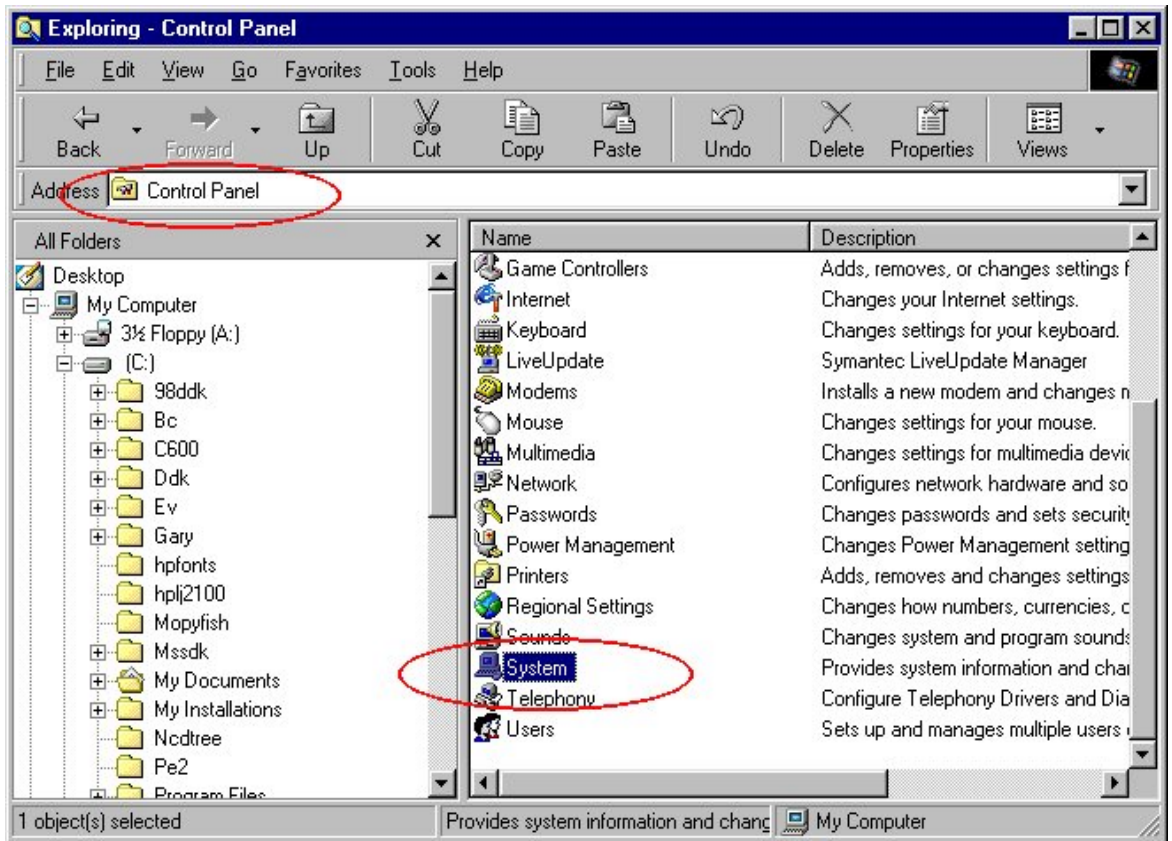 Exploring - Control Panel
File Edit View Go Favorites Tools Help
Back Forward Up Cut Copy Paste Undo Delete Properties Views
Address Control Panel
All Folders
Desktop
My Computer
3½ Floppy (A:)
(C:)
98ddk
Bc
C600
Ddk
Ev
Gary
hpfonts
hplj2100
Mopyfish
Mssdk
My Documents
My Installations
Ncdtree
Pe2
Program Files
Name Description
Game Controllers Adds, removes, or changes settings f
Internet Changes your Internet settings.
Keyboard Changes settings for your keyboard.
LiveUpdate Symantec LiveUpdate Manager
Modems Installs a new modem and changes m
Mouse Changes settings for your mouse.
Multimedia Changes settings for multimedia devic
Network Configures network hardware and so
Passwords Changes passwords and sets security
Power Management Changes Power Management setting
Printers Adds, removes and changes settings
Regional Settings Changes how numbers, currencies, c
Sounds Changes system and program sounds
System Provides system information and chan
Telephony Configure Telephony Drivers and Dia
Users Sets up and manages multiple users
1 object(s) selected Provides system information and chang My Computer